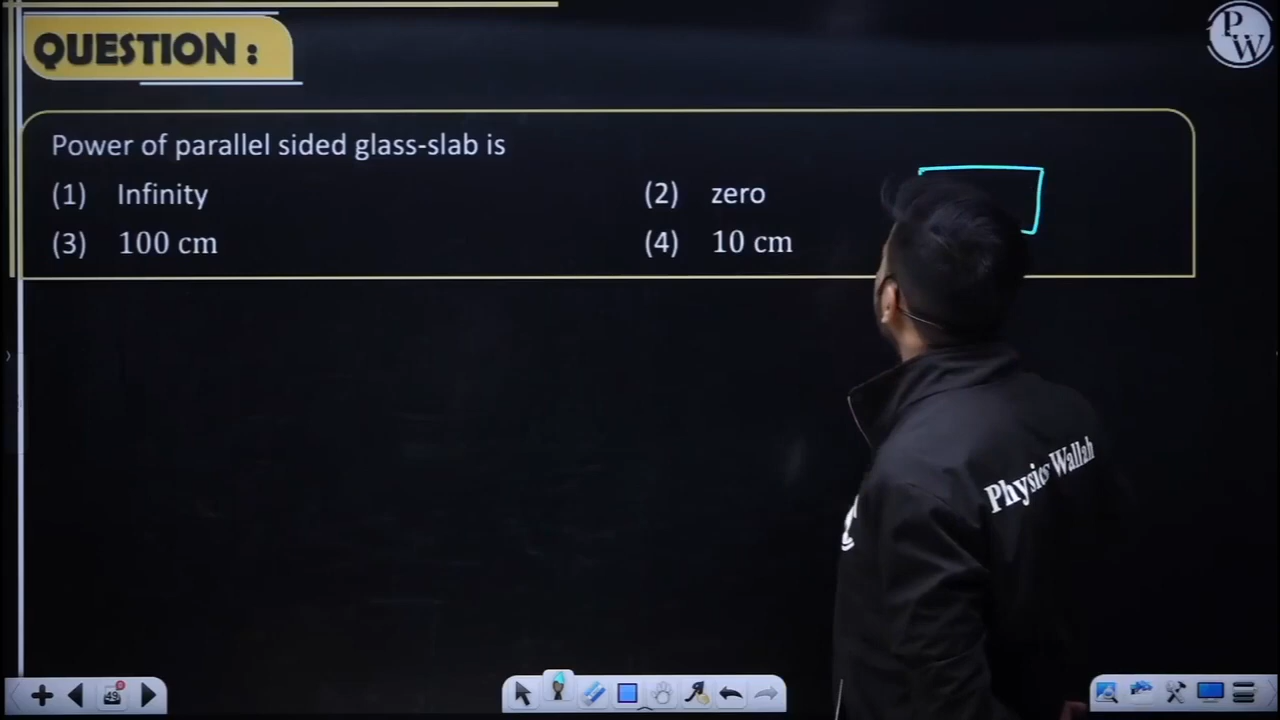 QUESTION :
PW
Power of parallel sided glass-slab is
(1) Infinity
(2) zero
(3) 100 cm
(4) 10 cm
Physics Wallah
49